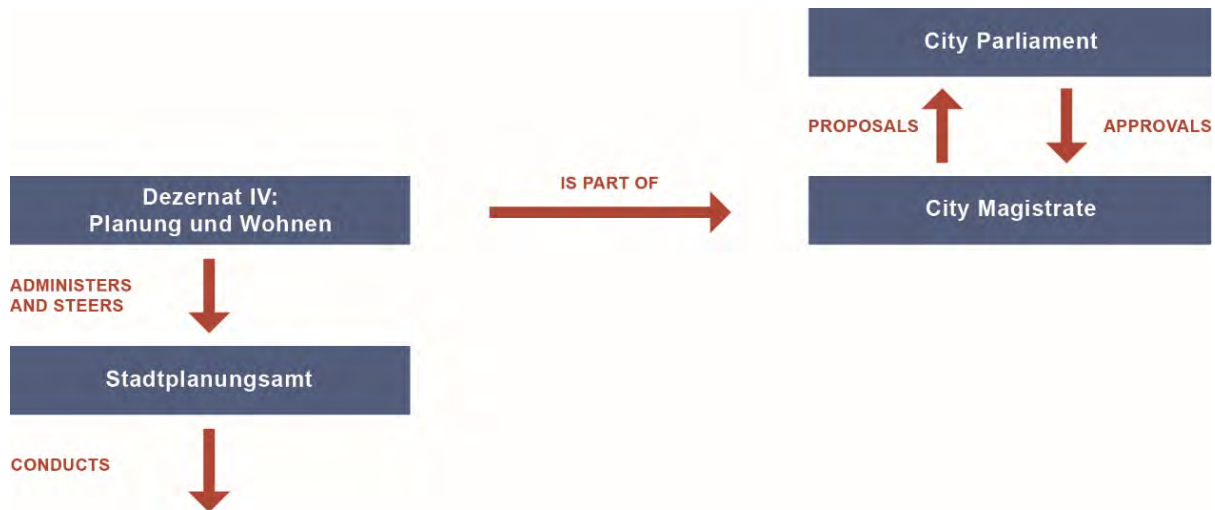 City Parliament
PROPOSALS
APPROVALS
Dezernat IV:
Planung und Wohnen
IS PART OF
City Magistrate
ADMINISTERS
AND STEERS
Stadtplanungsamt
CONDUCTS